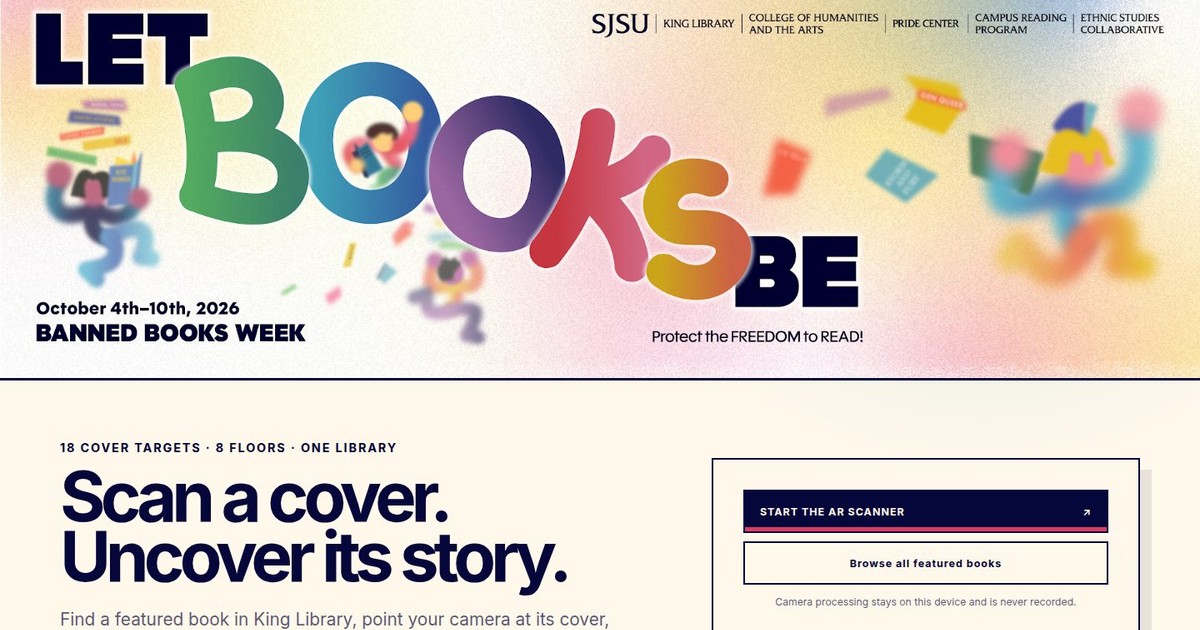 LET
BOOKS
BE
SJSU
KING LIBRARY
COLLEGE OF HUMANITIES
AND THE ARTS
PRIDE CENTER
CAMPUS READING
PROGRAM
ETHNIC STUDIES
COLLABORATIVE
October 4th–10th, 2026
BANNED BOOKS WEEK
Protect the FREEDOM to READ!
18 COVER TARGETS · 8 FLOORS · ONE LIBRARY
Scan a cover.
Uncover its story.
Find a featured book in King Library, point your camera at its cover,
START THE AR SCANNER ↗
Browse all featured books
Camera processing stays on this device and is never recorded.